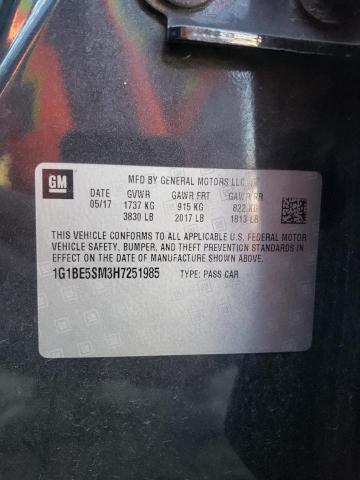 GM
MFD BY GENERAL MOTORS LLC
DATE GVWR GAWR FRT GAWR RR
05/17 1737 KG 915 KG 822 KG
3830 LB 2017 LB 1813 LB
THIS VEHICLE CONFORMS TO ALL APPLICABLE U.S. FEDERAL MOTOR
VEHICLE SAFETY, BUMPER, AND THEFT PREVENTION STANDARDS
IN EFFECT ON THE DATE OF MANUFACTURE SHOWN ABOVE.
1G1BE5SM3H7251985 TYPE: PASS CAR